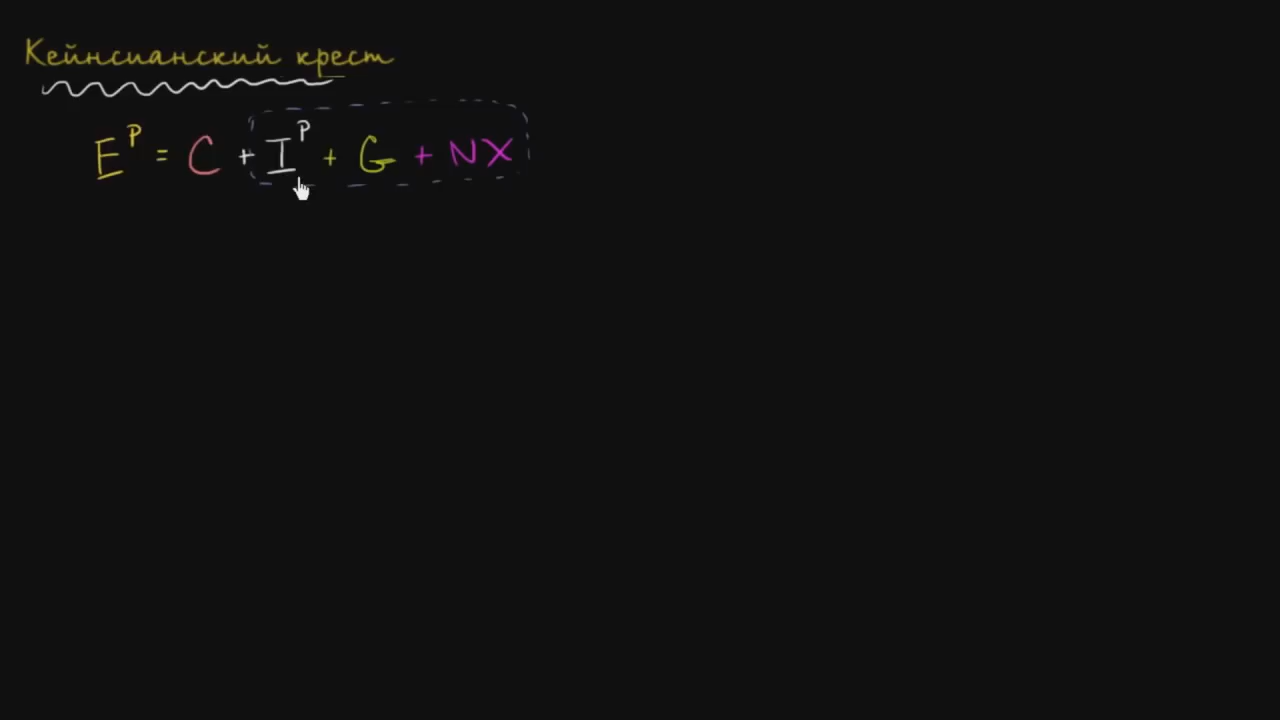 Кейнсианский крест
E^P = C + I^P + G + NX